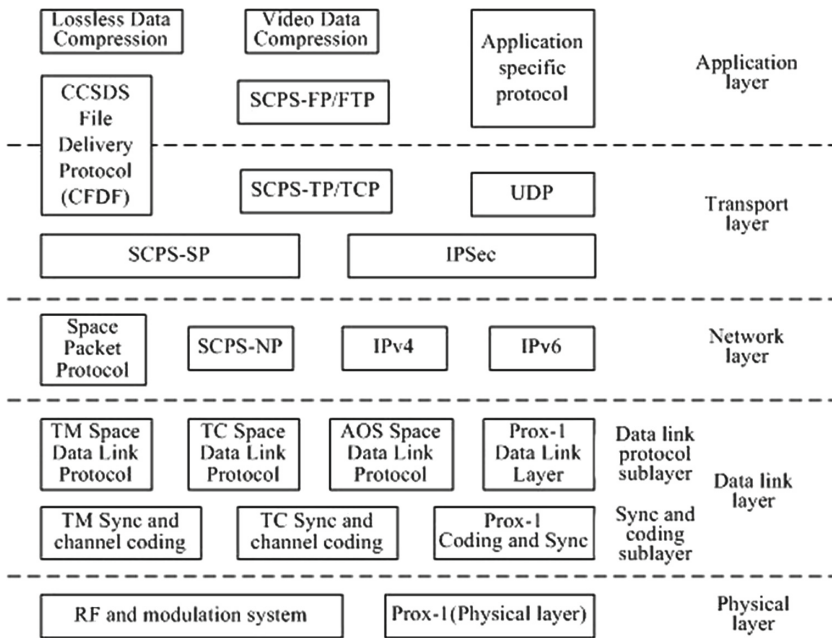 Lossless Data
Compression
Video Data
Compression
Application
specific
protocol
Application
layer
CCSDS
File
Delivery
Protocol
(CFDF)
SCPS-FP/FTP
SCPS-TP/TCP
UDP
Transport
layer
SCPS-SP
IPSec
Space
Packet
Protocol
SCPS-NP
IPv4
IPv6
Network
layer
TM Space
Data Link
Protocol
TC Space
Data Link
Protocol
AOS Space
Data Link
Protocol
Prox-1
Data Link
Layer
Data link
protocol
sublayer
Data link
layer
TM Sync and
channel coding
TC Sync and
channel coding
Prox-1
Coding and Sync
Sync and
coding
sublayer
RF and modulation system
Prox-1(Physical layer)
Physical
layer